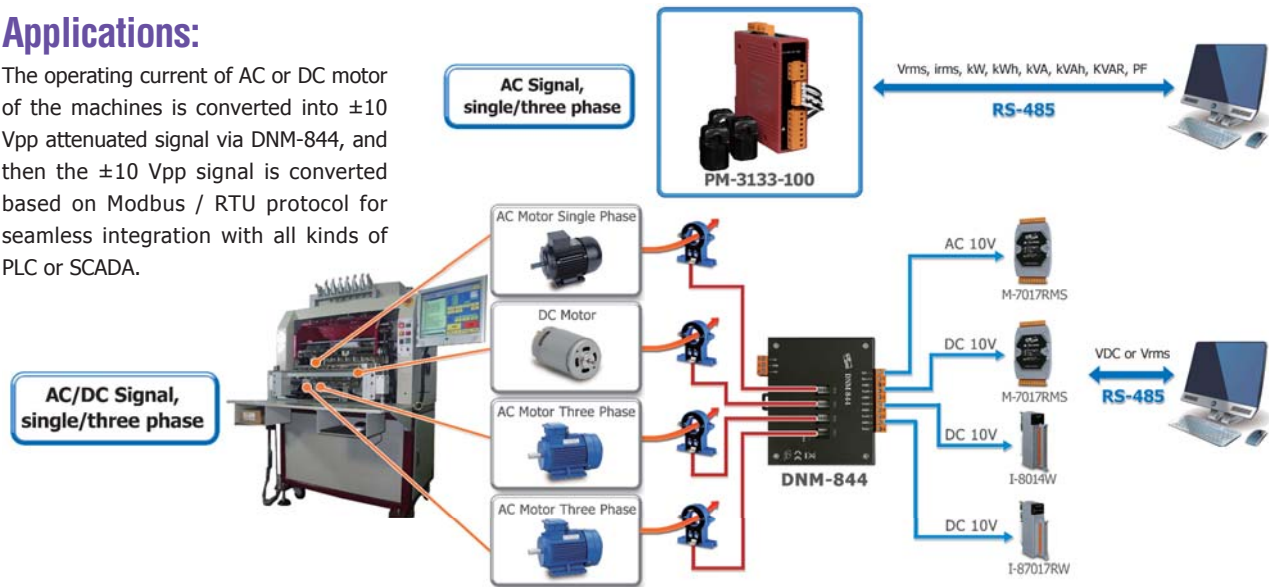 Applications:
The operating current of AC or DC motor
of the machines is converted into ±10
Vpp attenuated signal via DNM-844, and
then the ±10 Vpp signal is converted
based on Modbus / RTU protocol for
seamless integration with all kinds of
PLC or SCADA.
AC Signal,
single/three phase
PM-3133-100
Vrms, irms, kW, kWh, kVA, kVAh, KVAR, PF
RS-485
AC/DC Signal,
single/three phase
AC Motor Single Phase
DC Motor
AC Motor Three Phase
AC Motor Three Phase
DNM-844
DNM-844
AC 10V
M-7017RMS
DC 10V
M-7017RMS
DC 10V
I-8014W
DC 10V
I-87017RW
VDC or Vrms
RS-485